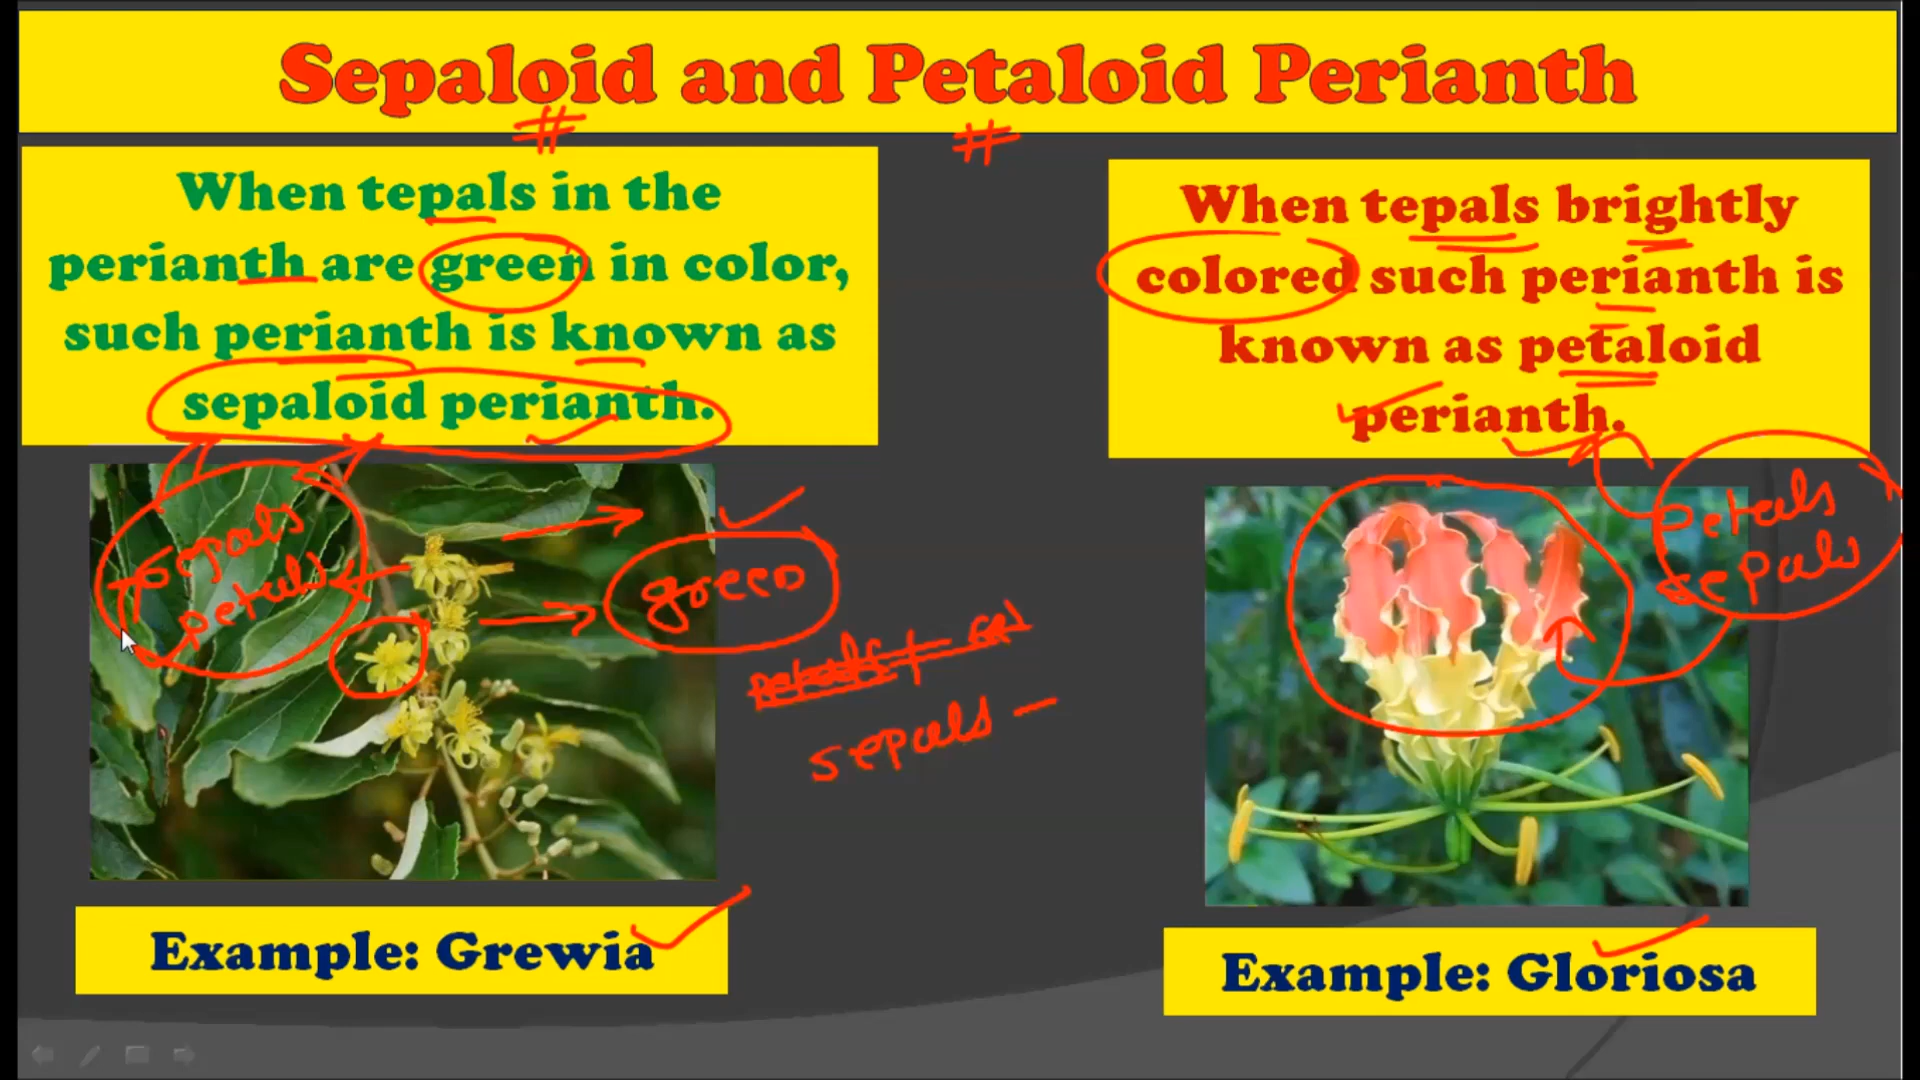 Sepaloid and Petaloid Perianth
When tepals in the
perianth are green in color,
such perianth is known as
sepaloid perianth.
When tepals brightly
colored such perianth is
known as petaloid
perianth.
sepals
petals
green
petals
sepals -
Petals
sepals
Example: Grewia
Example: Gloriosa